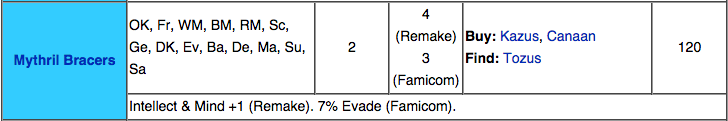 Mythril Bracers
OK, Fr, WM, BM, RM, Sc,
Ge, DK, Ev, Ba, De, Ma, Su,
Sa
2
4
(Remake)
3
(Famicom)
Buy: Kazus, Canaan
Find: Tozus
120
Intellect & Mind +1 (Remake). 7% Evade (Famicom).